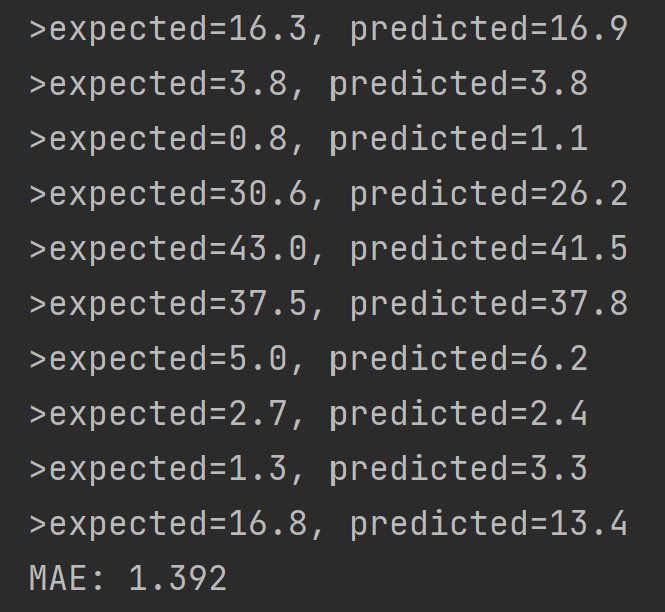 >expected=16.3, predicted=16.9
>expected=3.8, predicted=3.8
>expected=0.8, predicted=1.1
>expected=30.6, predicted=26.2
>expected=43.0, predicted=41.5
>expected=37.5, predicted=37.8
>expected=5.0, predicted=6.2
>expected=2.7, predicted=2.4
>expected=1.3, predicted=3.3
>expected=16.8, predicted=13.4
MAE: 1.392